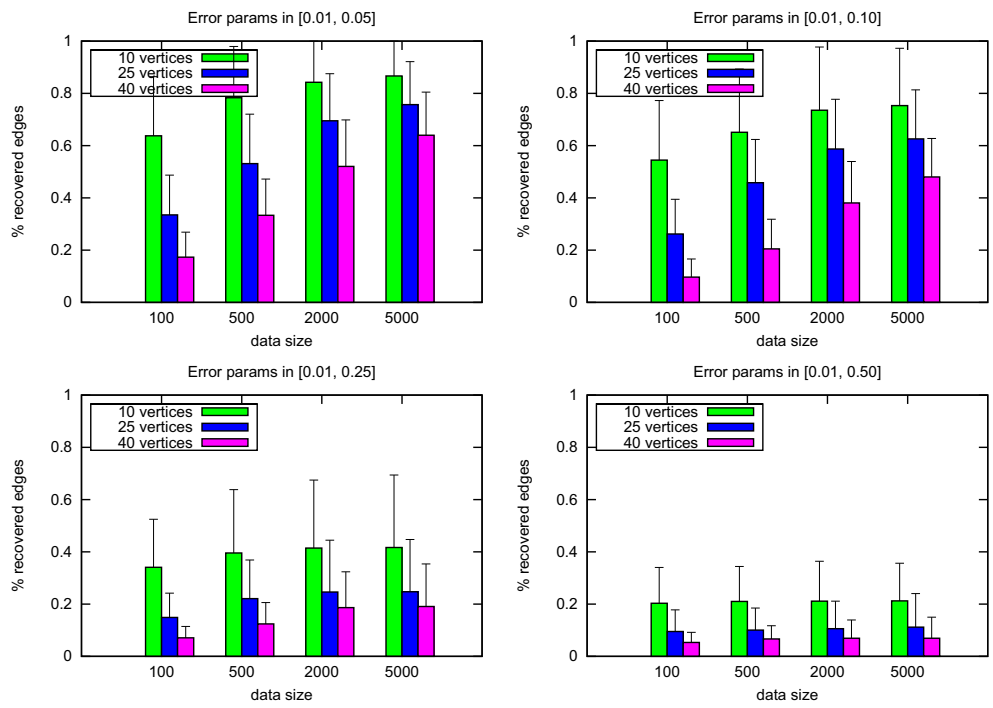 Error params in [0.01, 0.05]
1
0.8
0.6
0.4
0.2
0
% recovered edges
10 vertices
25 vertices
40 vertices
100 500 2000 5000
data size
Error params in [0.01, 0.10]
1
0.8
0.6
0.4
0.2
0
% recovered edges
10 vertices
25 vertices
40 vertices
100 500 2000 5000
data size
Error params in [0.01, 0.25]
1
0.8
0.6
0.4
0.2
0
% recovered edges
10 vertices
25 vertices
40 vertices
100 500 2000 5000
data size
Error params in [0.01, 0.50]
1
0.8
0.6
0.4
0.2
0
% recovered edges
10 vertices
25 vertices
40 vertices
100 500 2000 5000
data size